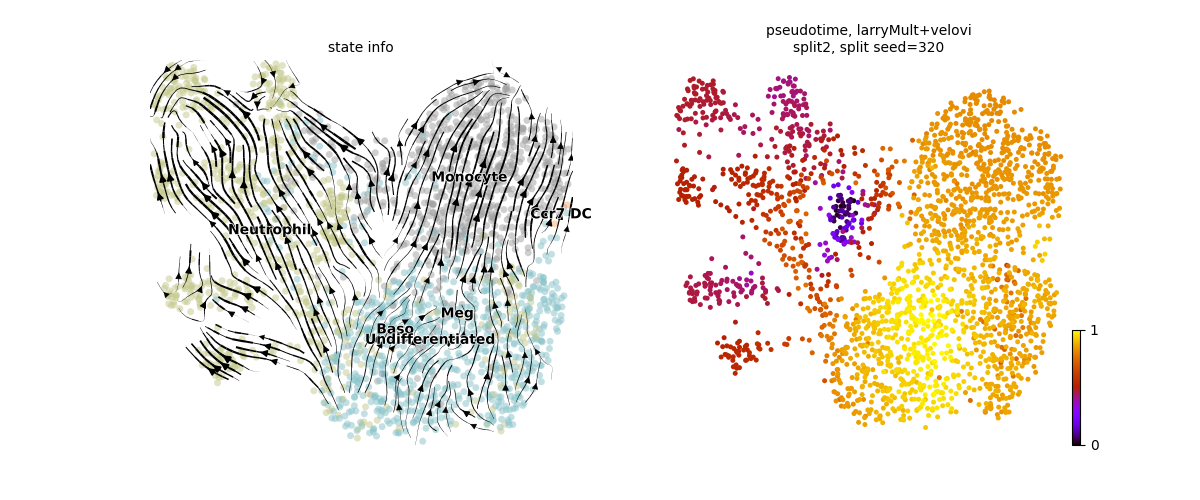 state info
pseudotime, larryMult+velovi
split2, split seed=320
Monocyte
Ccr7 DC
Neutrophil
Meg
Baso
Undifferentiated
1
0